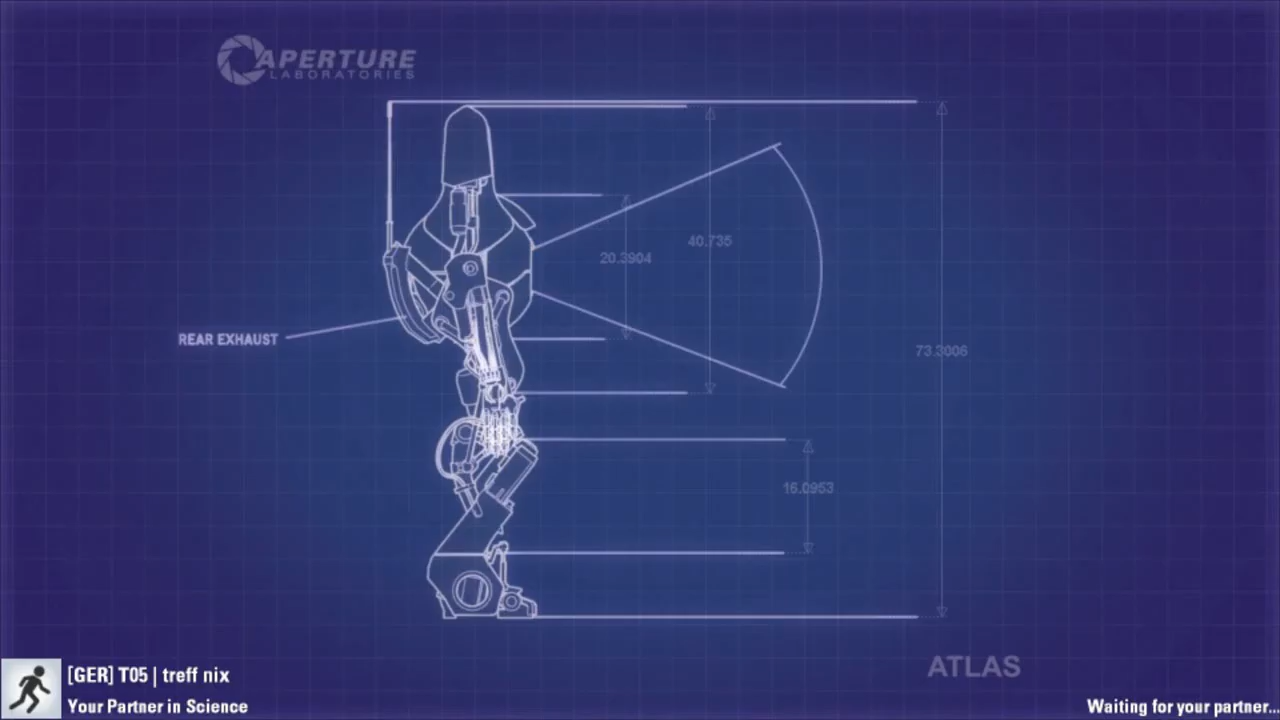 APERTURE
LABORATORIES
40.735
20.3904
REAR EXHAUST
73.3006
16.0953
ATLAS
[GER] T05 | treff nix
Your Partner in Science
Waiting for your partner...